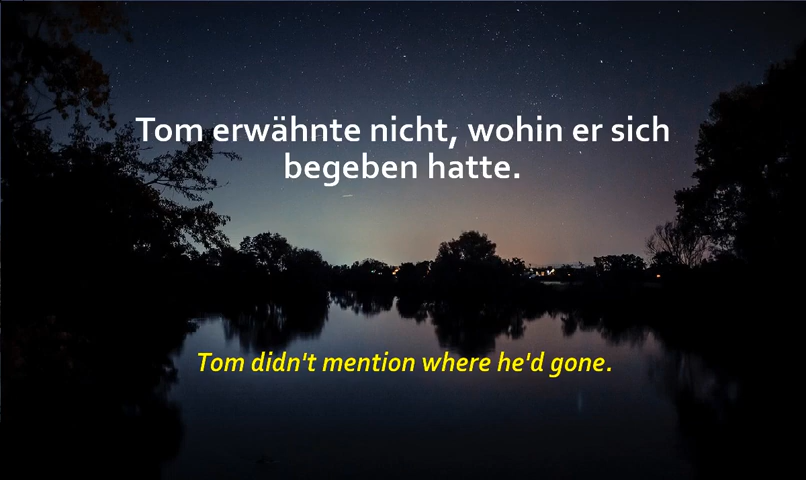 Tom erwähnte nicht, wohin er sich
begeben hatte.
Tom didn't mention where he'd gone.